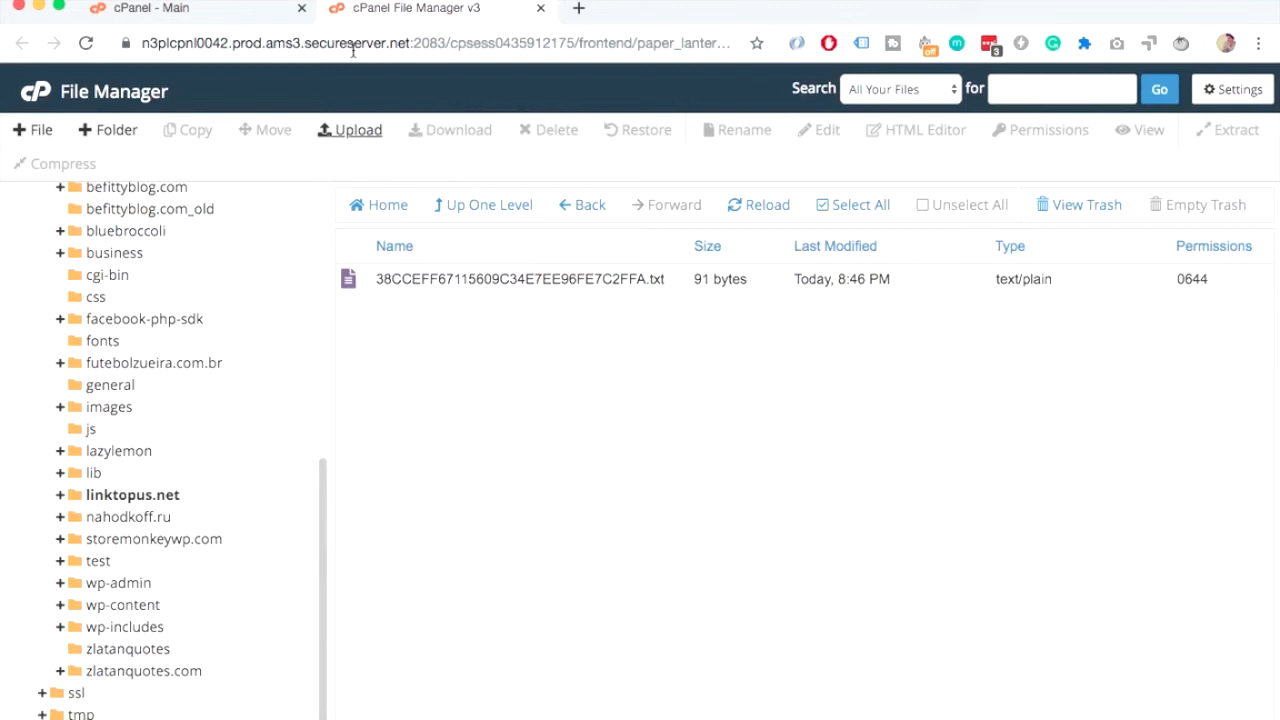 cPanel - Main
cPanel File Manager v3
n3plcpnl0042.prod.ams3.secureserver.net:2083/cpsess0435912175/frontend/paper_lanter...
off
3
cP File Manager
Search All Your Files for Go Settings
File Folder Copy Move Upload Download Delete Restore Rename Edit HTML Editor Permissions View Extract
Compress
Home Up One Level Back Forward Reload Select All Unselect All View Trash Empty Trash
Name Size Last Modified Type Permissions
38CCEFF67115609C34E7EE96FE7C2FFA.txt 91 bytes Today, 8:46 PM text/plain 0644
befittyblog.com
befittyblog.com_old
bluebroccoli
business
cgi-bin
css
facebook-php-sdk
fonts
futebolzueira.com.br
general
images
js
lazylemon
lib
linktopus.net
nahodkoff.ru
storemonkeywp.com
test
wp-admin
wp-content
wp-includes
zlatanquotes
zlatanquotes.com
ssl
tmp